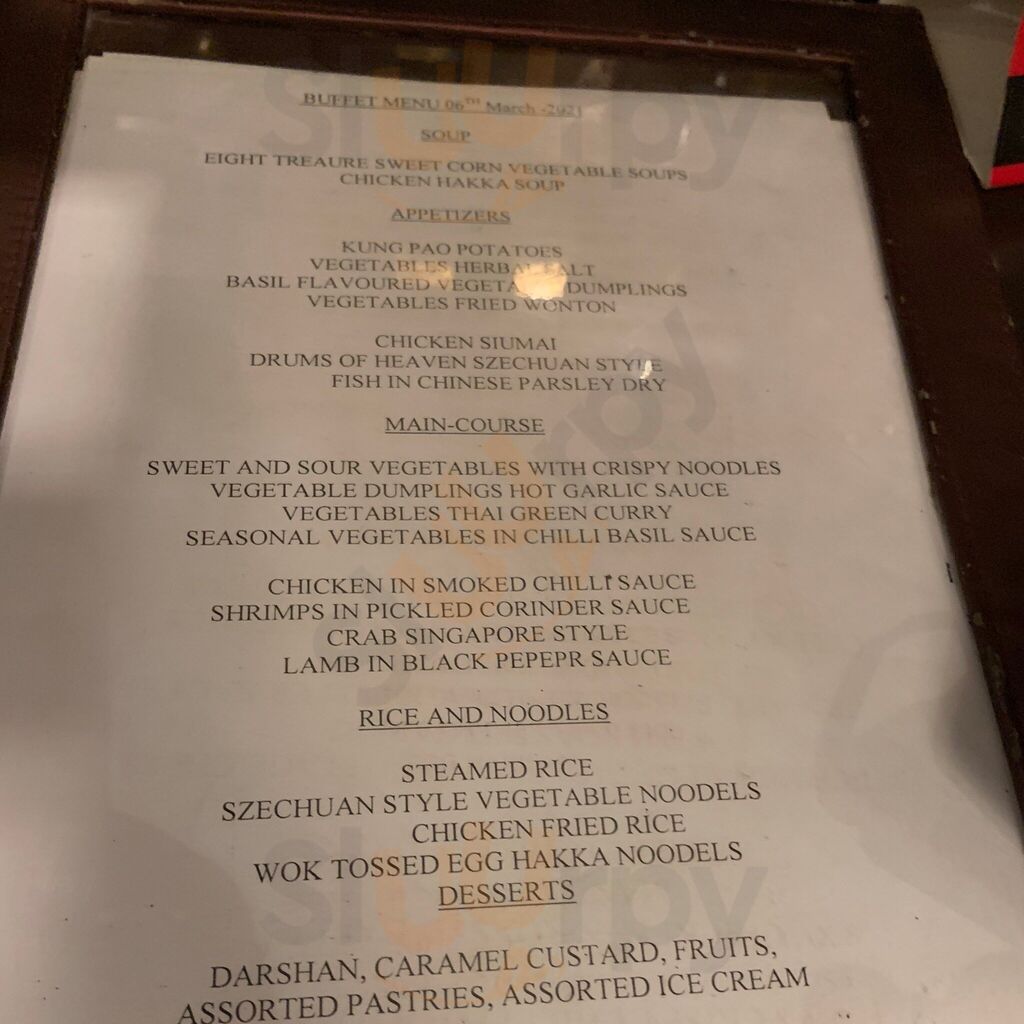 BUFFET MENU 06TH March -2021
SOUP
EIGHT TREAURE SWEET CORN VEGETABLE SOUPS
CHICKEN HAKKA SOUP
APPETIZERS
KUNG PAO POTATOES
VEGETABLES HERBAL SALT
BASIL FLAVOURED DUMPLINGS
VEGETABLES FRIED WONTON
CHICKEN SIUMAI
DRUMS OF HEAVEN SZECHUAN STYLE
FISH IN CHINESE PARSLEY DRY
MAIN-COURSE
SWEET AND SOUR VEGETABLES WITH CRISPY NOODLES
VEGETABLE DUMPLINGS HOT GARLIC SAUCE
VEGETABLES THAI GREEN CURRY
SEASONAL VEGETABLES IN CHILLI BASIL SAUCE
CHICKEN IN SMOKED CHILLI SAUCE
SHRIMPS IN PICKLED CORINDER SAUCE
CRAB SINGAPORE STYLE
LAMB IN BLACK PEPEPR SAUCE
RICE AND NOODLES
STEAMED RICE
SZECHUAN STYLE VEGETABLE NOODELS
CHICKEN FRIED RICE
WOK TOSSED EGG HAKKA NOODELS
DESSERTS
DARSHAN, CARAMEL CUSTARD, FRUITS,
ASSORTED PASTRIES, ASSORTED ICE CREAM
Slurpy
Slurpy
Slurpy